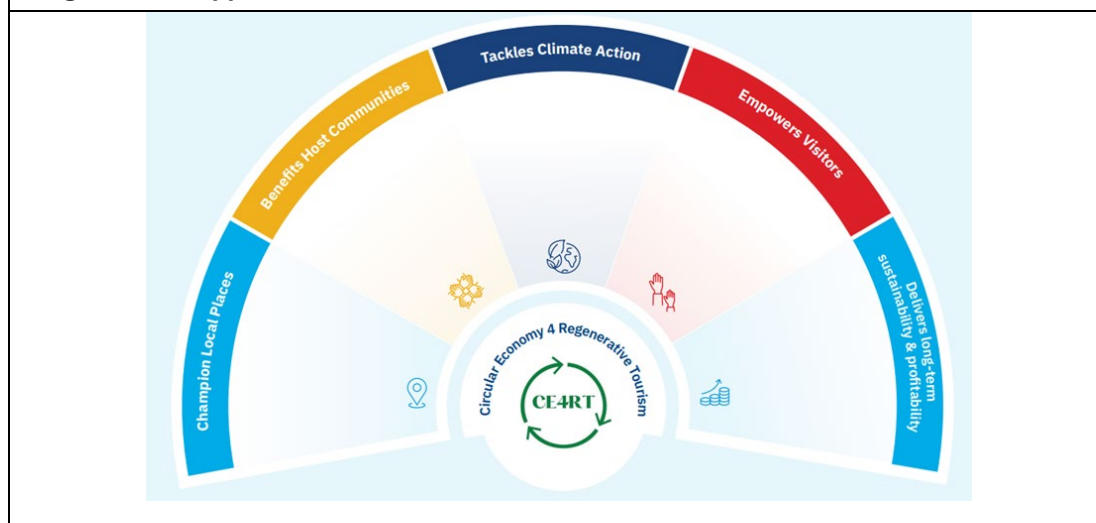 Champion Local Places
Benefits Host Communities
Tackles Climate Action
Empowers Visitors
Delivers long-term
sustainability & profitability
Circular Economy 4 Regenerative Tourism
CE4RT